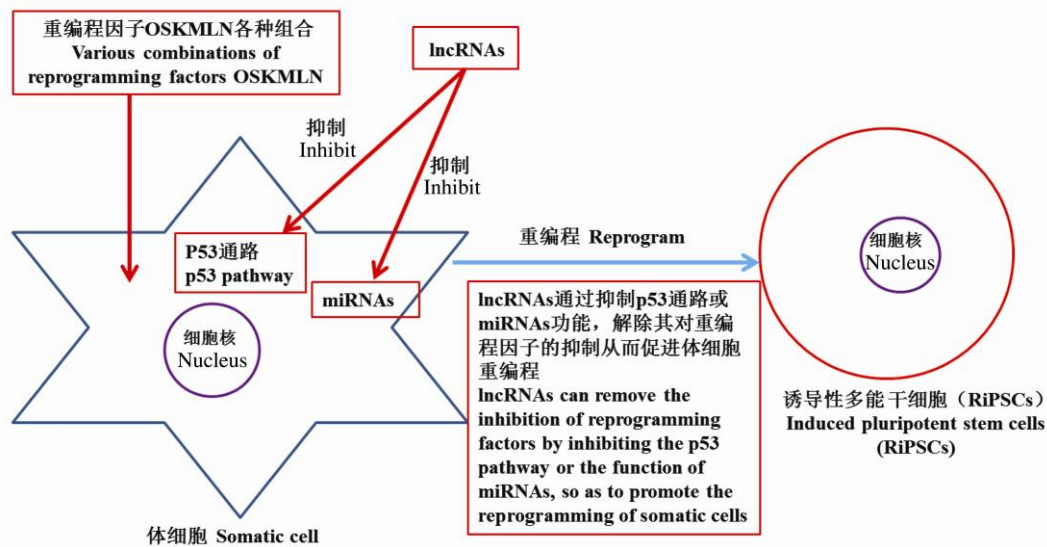 重编程因子OSKMLN各种组合
Various combinations of
reprogramming factors OSKMLN
lncRNAs
抑制
Inhibit
抑制
Inhibit
P53通路
p53 pathway
miRNAs
细胞核
Nucleus
体细胞 Somatic cell
重编程 Reprogram
lncRNAs通过抑制p53通路或
miRNAs功能，解除其对重编
程因子的抑制从而促进体细胞
重编程
lncRNAs can remove the
inhibition of reprogramming
factors by inhibiting the p53
pathway or the function of
miRNAs, so as to promote the
reprogramming of somatic cells
细胞核
Nucleus
诱导性多能干细胞（RiPSCs）
Induced pluripotent stem cells
(RiPSCs)